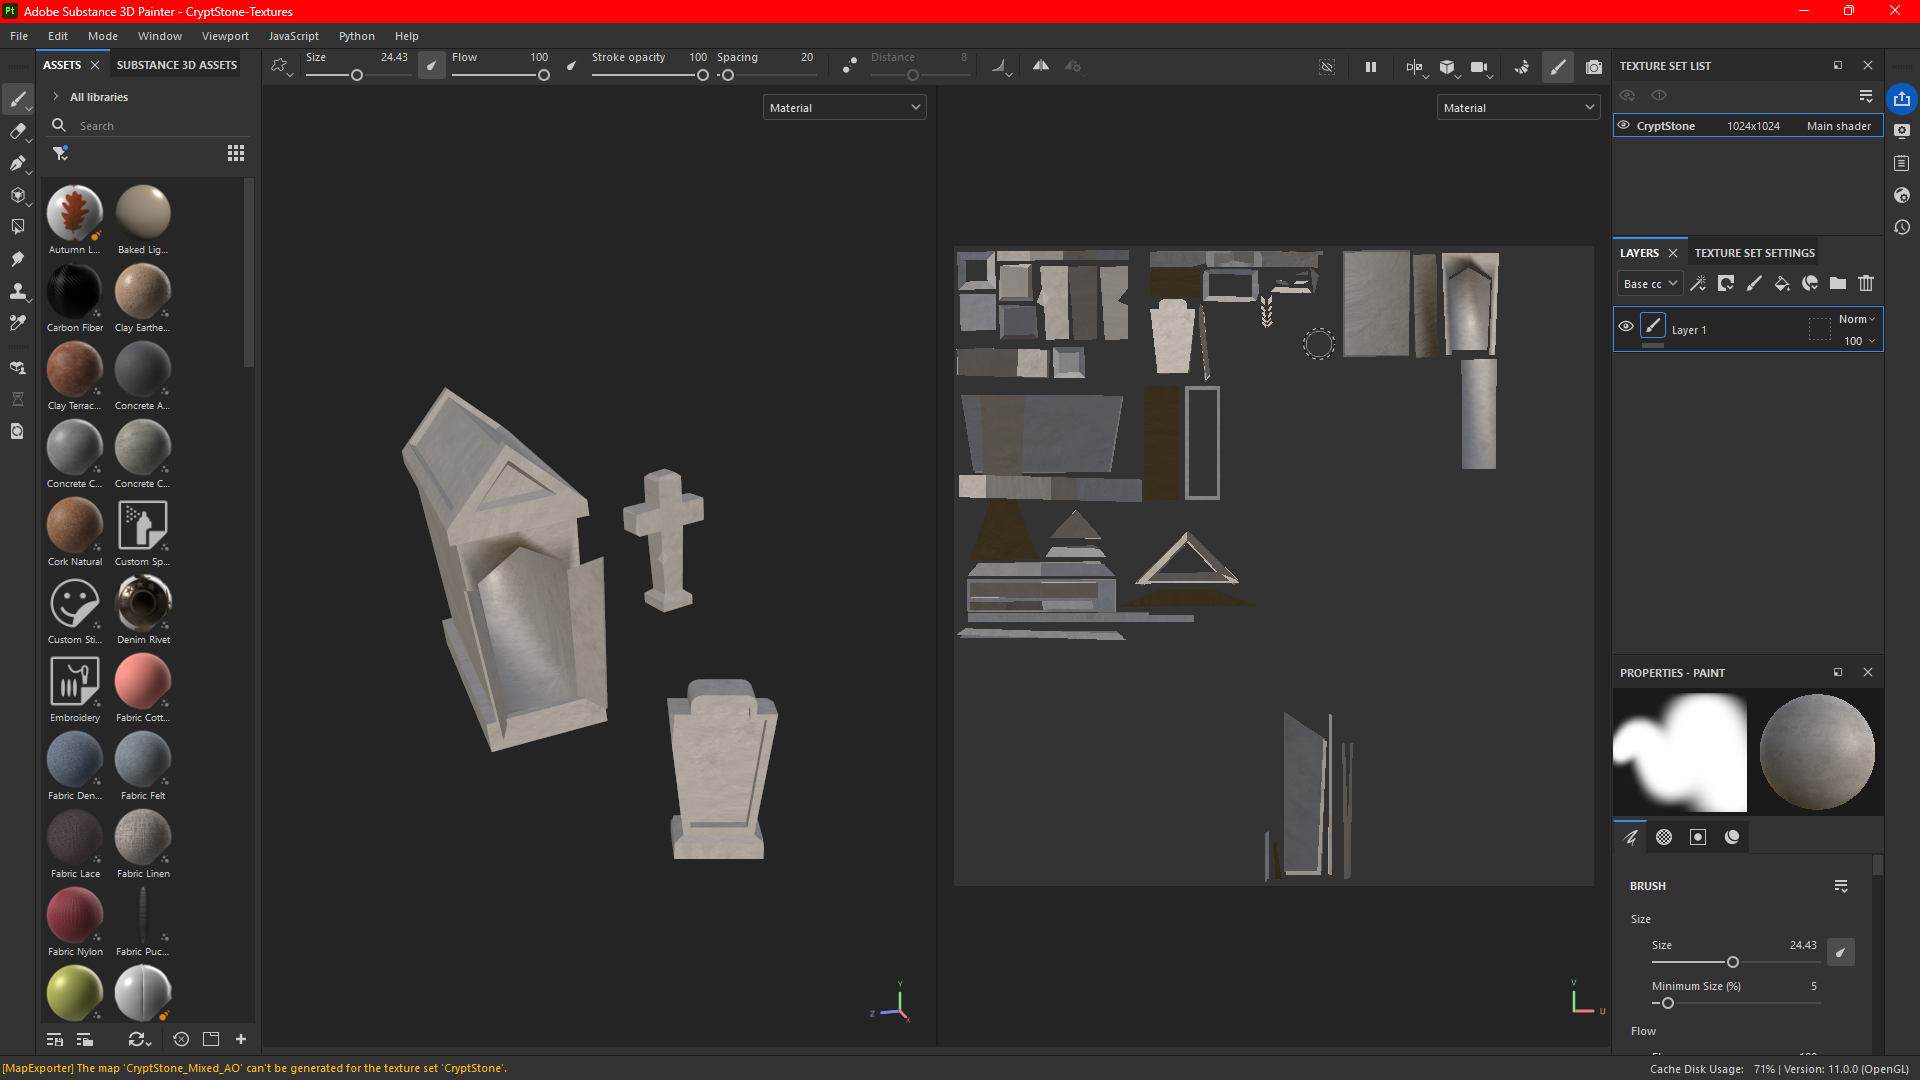 Pt Adobe Substance 3D Painter - CryptStone-Textures
File Edit Mode Window Viewport JavaScript Python Help
ASSETS SUBSTANCE 3D ASSETS
Size 24.43 Flow 100 Stroke opacity 100 Spacing 20 Distance 8
TEXTURE SET LIST
All libraries
Search
Material
Material
CryptStone 1024x1024 Main shader
Autumn L... Baked Lig...
Carbon Fiber Clay Earthe...
Clay Terrac... Concrete A...
Concrete C... Concrete C...
Cork Natural Custom Sp...
Custom Sti... Denim Rivet
Embroidery Fabric Cott...
Fabric Den... Fabric Felt
Fabric Lace Fabric Linen
Fabric Nylon Fabric Puc...
Y
Z
X
V
U
LAYERS TEXTURE SET SETTINGS
Base cc
Layer 1 Norm
100
PROPERTIES - PAINT
BRUSH
Size
Size 24.43
Minimum Size (%) 5
Flow
[MapExporter] The map 'CryptStone_Mixed_AO' can't be generated for the texture set 'CryptStone'.
Cache Disk Usage: 71% | Version: 11.0.0 (OpenGL)